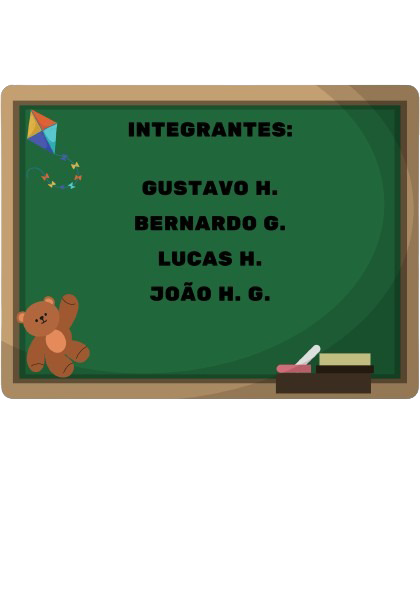 INTEGRANTES:
GUSTAVO H.
BERNARDO G.
LUCAS H.
JOÃO H. G.